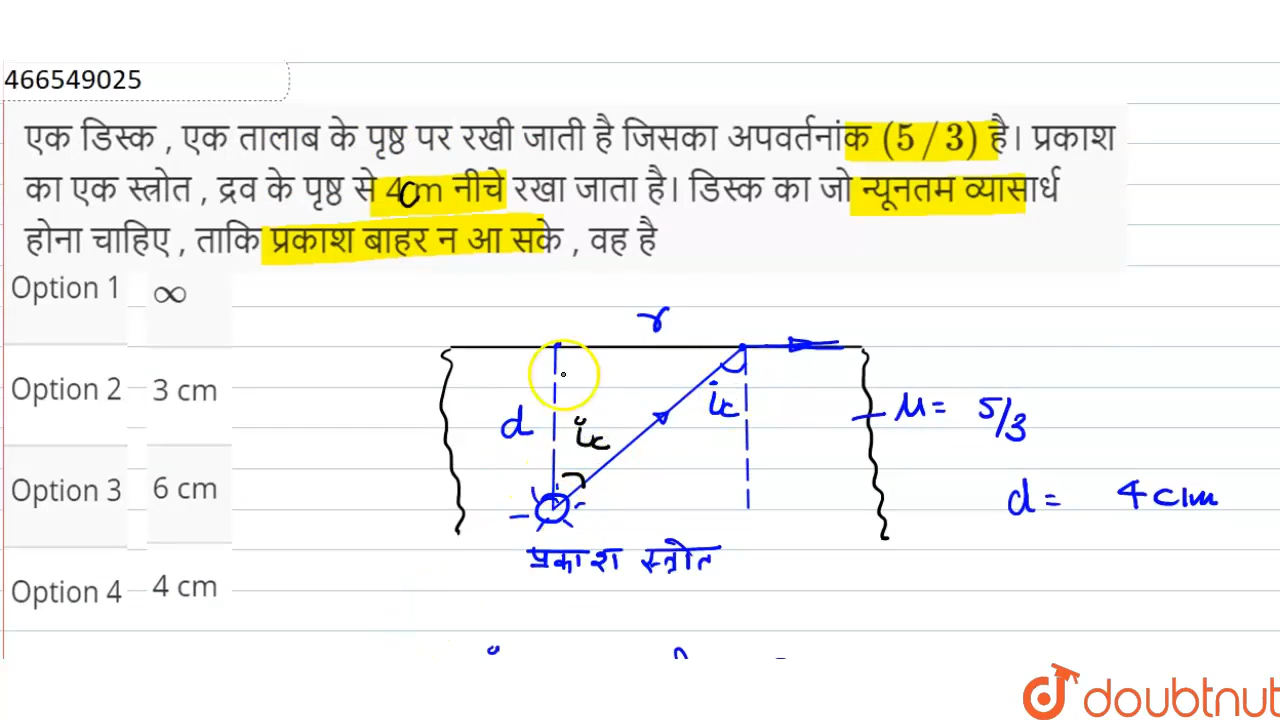 466549025
एक डिस्क , एक तालाब के पृष्ठ पर रखी जाती है जिसका अपवर्तनांक (5 / 3) है। प्रकाश
का एक स्त्रोत , द्रव के पृष्ठ से 4cm नीचे रखा जाता है। डिस्क का जो न्यूनतम व्यासार्ध
होना चाहिए , ताकि प्रकाश बाहर न आ सके , वह है
Option 1 ∞
Option 2 3 cm
Option 3 6 cm
Option 4 4 cm
r
d
ic
ic
μ = 5/3
d = 4 cm
प्रकाश स्त्रोत
doubtnut